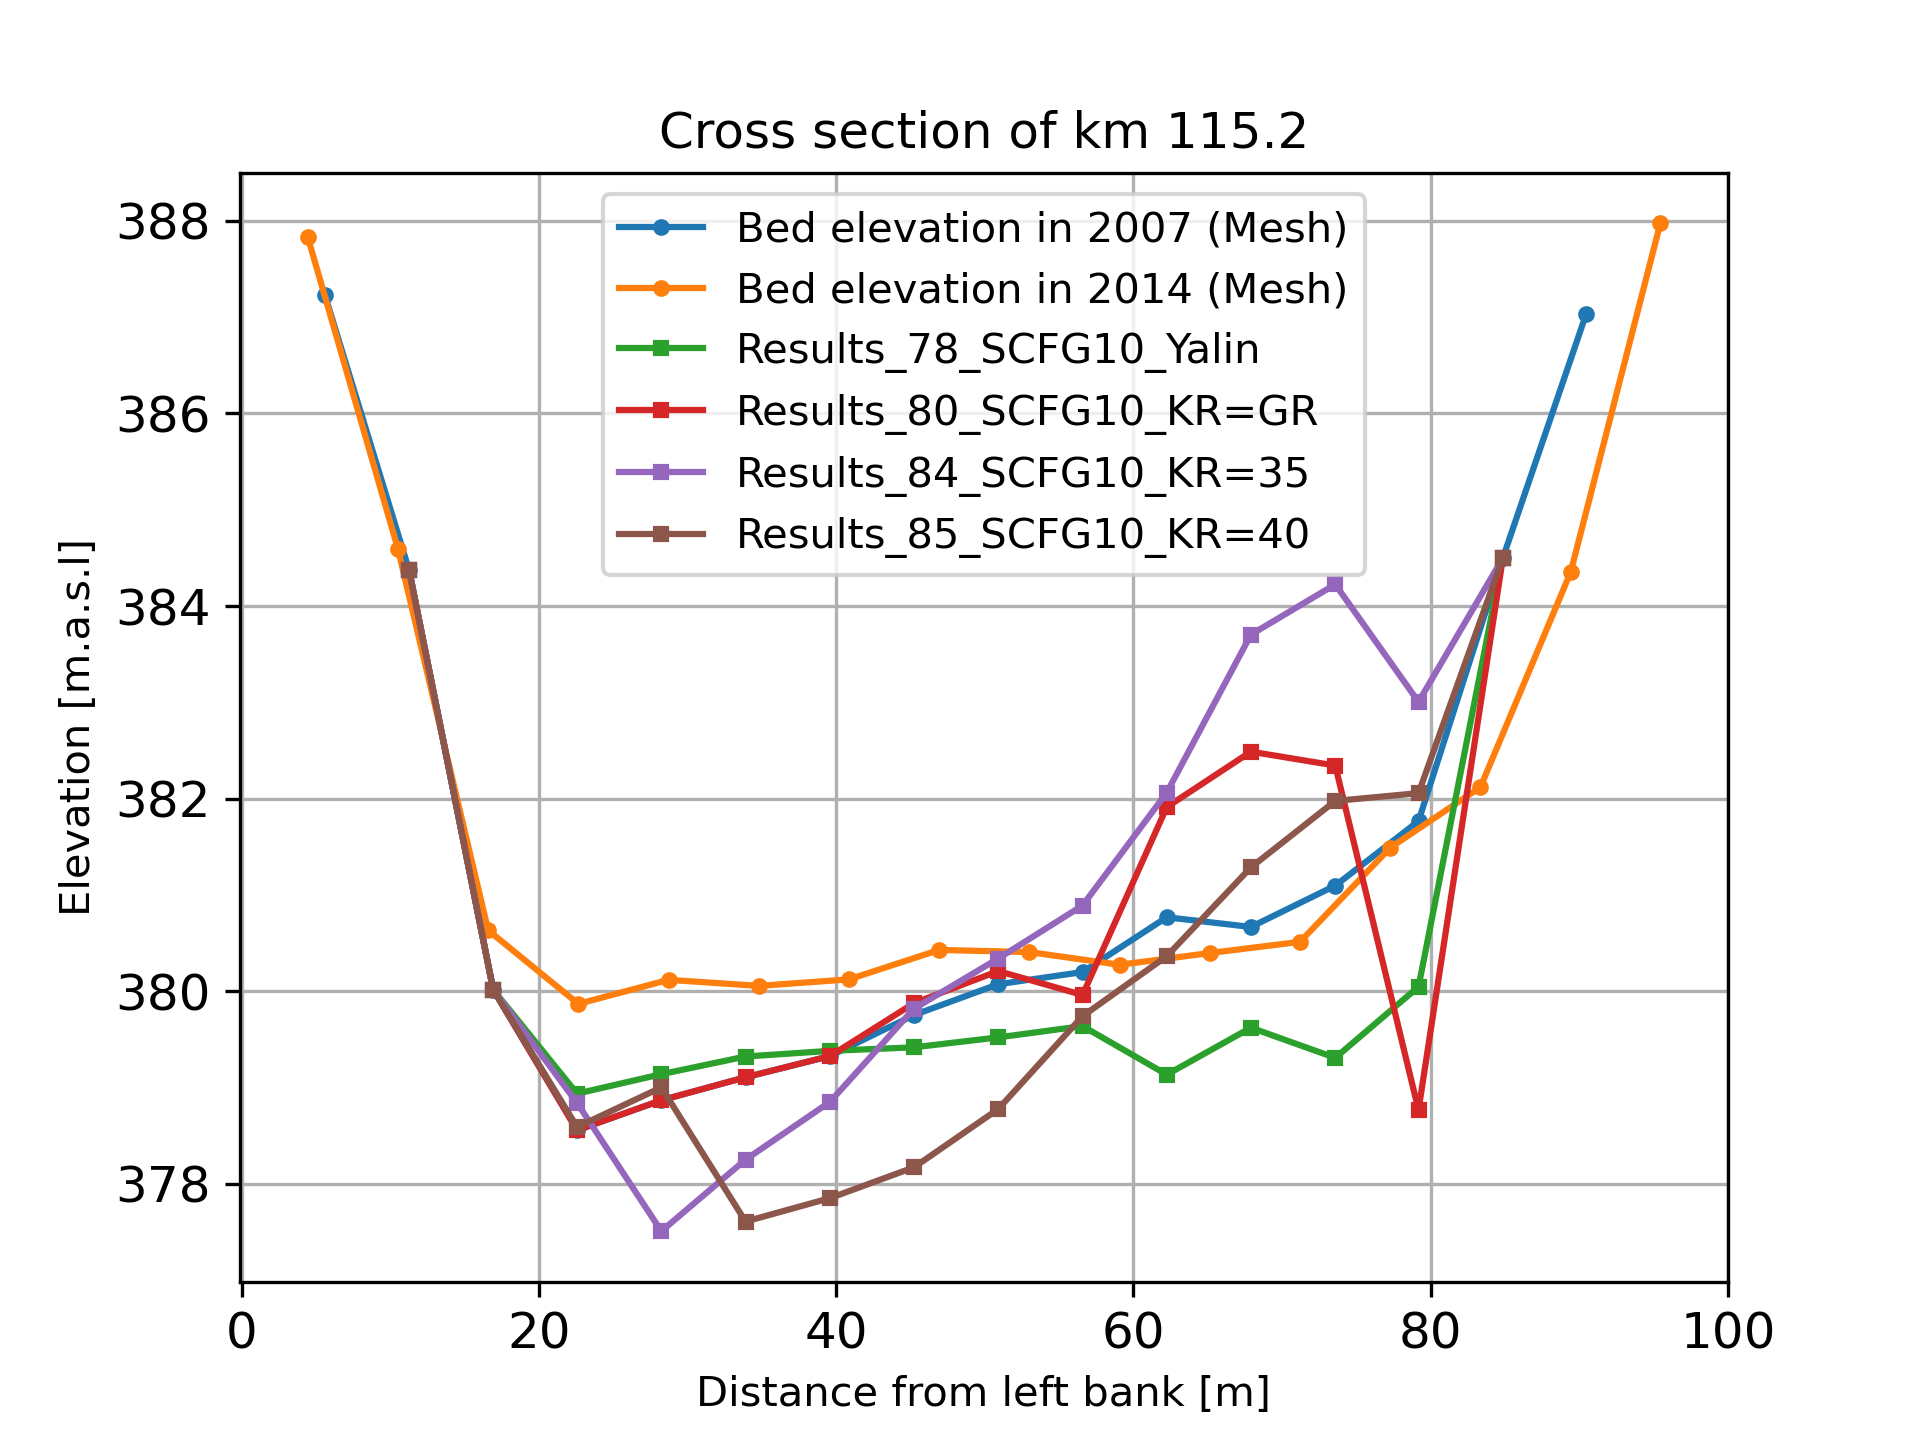 Cross section of km 115.2
Bed elevation in 2007 (Mesh)
Bed elevation in 2014 (Mesh)
Results_78_SCFG10_Yalin
Results_80_SCFG10_KR=GR
Results_84_SCFG10_KR=35
Results_85_SCFG10_KR=40
Elevation [m.a.s.l]
388
386
384
382
380
378
0 20 40 60 80 100
Distance from left bank [m]